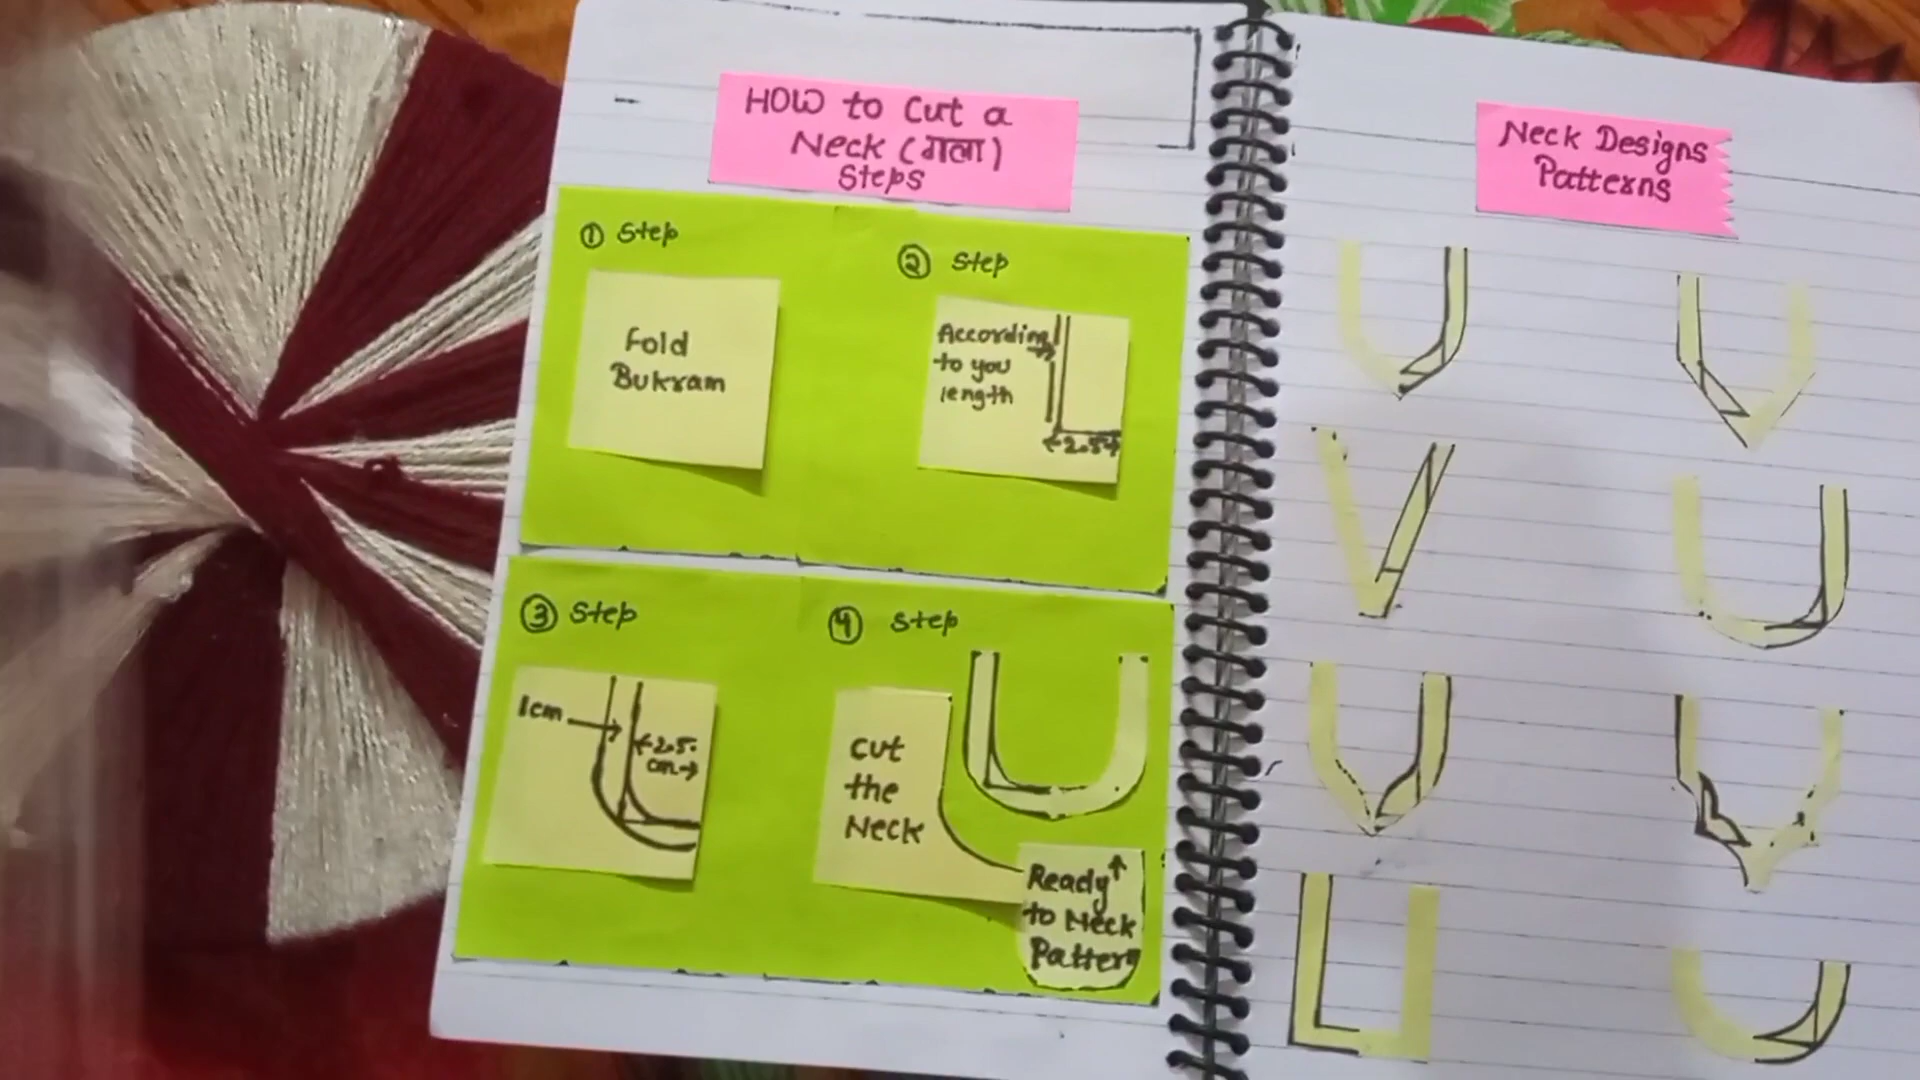 HOW to Cut a
Neck (गला)
Steps
① Step
Fold
Bukram
② Step
According
to you
length
2.5
③ Step
1cm
2.5.
cm
④ Step
Cut
the
Neck
Ready
to Neck
Pattern
Neck Designs
Patterns